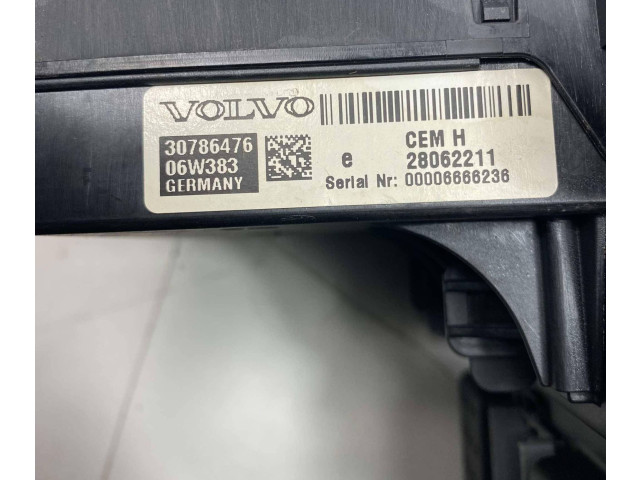 VOLVO
30786476
06W383
GERMANY
CEM H
e 28062211
Serial Nr: 00006666236